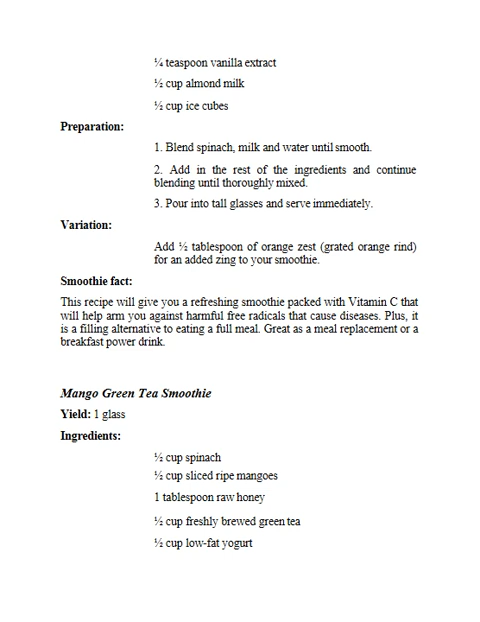 ¼ teaspoon vanilla extract
½ cup almond milk
½ cup ice cubes
Preparation:
1. Blend spinach, milk and water until smooth.
2. Add in the rest of the ingredients and continue
blending until thoroughly mixed.
3. Pour into tall glasses and serve immediately.
Variation:
Add ½ tablespoon of orange zest (grated orange rind)
for an added zing to your smoothie.
Smoothie fact:
This recipe will give you a refreshing smoothie packed with Vitamin C that
will help arm you against harmful free radicals that cause diseases. Plus, it
is a filling alternative to eating a full meal. Great as a meal replacement or a
breakfast power drink.
Mango Green Tea Smoothie
Yield: 1 glass
Ingredients:
½ cup spinach
½ cup sliced ripe mangoes
1 tablespoon raw honey
½ cup freshly brewed green tea
½ cup low-fat yogurt